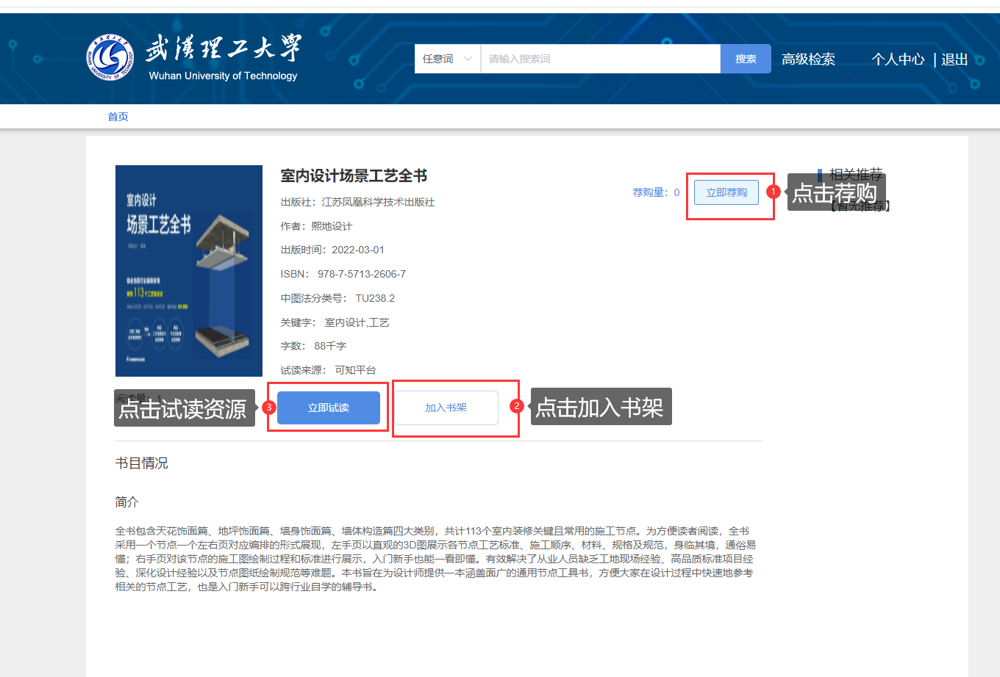 武漢理工大學
Wuhan University of Technology
任意词
请输入搜索词
搜索
高级检索
个人中心 | 退出
首页
室内设计
场景工艺全书
113
室内设计场景工艺全书
出版社：江苏凤凰科学技术出版社
作者：熙地设计
出版时间：2022-03-01
ISBN： 978-7-5713-2606-7
中图法分类号： TU238.2
关键字： 室内设计,工艺
字数： 88千字
试读来源： 可知平台
荐购量：0
立即荐购
1
点击荐购
相关推荐
【暂无推荐】
阅读量：1
点击试读资源
3
立即试读
加入书架
2
点击加入书架
书目情况
简介
全书包含天花饰面篇、地坪饰面篇、墙身饰面篇、墙体构造篇四大类别，共计113个室内装修关键且常用的施工节点。为方便读者阅读，全书
采用一个节点一个左右页对应编排的形式展现，左手页以直观的3D图展示各节点工艺标准、施工顺序、材料、规格及规范，身临其境，通俗易
懂；右手页对该节点的施工图绘制过程和标准进行展示，入门新手也能一看即懂。有效解决了从业人员缺乏工地现场经验、高品质标准项目经
验、深化设计经验以及节点图纸绘制规范等难题。本书旨在为设计师提供一本涵盖面广的通用节点工具书，方便大家在设计过程中快速地参考
相关的节点工艺，也是入门新手可以跨行业自学的辅导书。